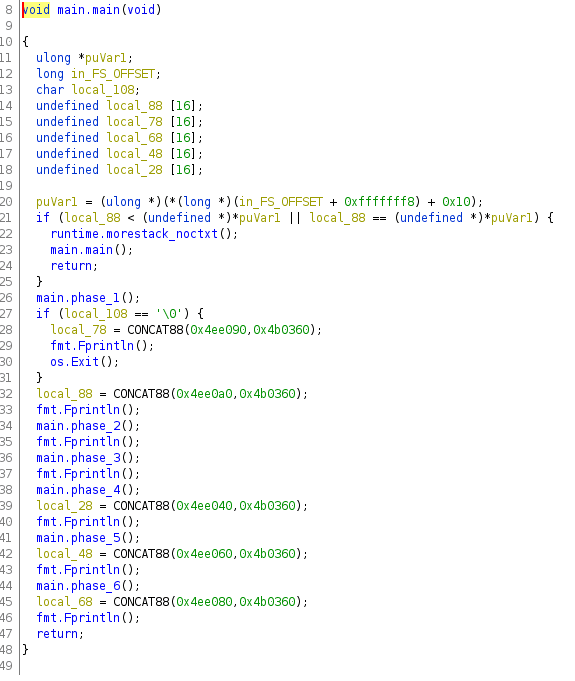 8 void main.main(void)
9
10 {
11 ulong *puVar1;
12 long in_FS_OFFSET;
13 char local_108;
14 undefined local_88 [16];
15 undefined local_78 [16];
16 undefined local_68 [16];
17 undefined local_48 [16];
18 undefined local_28 [16];
19
20 puVar1 = (ulong *)(*(long *)(in_FS_OFFSET + 0xfffffff8) + 0x10);
21 if (local_88 < (undefined *)*puVar1 || local_88 == (undefined *)*puVar1) {
22 runtime.morestack_noctxt();
23 main.main();
24 return;
25 }
26 main.phase_1();
27 if (local_108 == '\0') {
28 local_78 = CONCAT88(0x4ee090,0x4b0360);
29 fmt.Fprintln();
30 os.Exit();
31 }
32 local_88 = CONCAT88(0x4ee0a0,0x4b0360);
33 fmt.Fprintln();
34 main.phase_2();
35 fmt.Fprintln();
36 main.phase_3();
37 fmt.Fprintln();
38 main.phase_4();
39 local_28 = CONCAT88(0x4ee040,0x4b0360);
40 fmt.Fprintln();
41 main.phase_5();
42 local_48 = CONCAT88(0x4ee060,0x4b0360);
43 fmt.Fprintln();
44 main.phase_6();
45 local_68 = CONCAT88(0x4ee080,0x4b0360);
46 fmt.Fprintln();
47 return;
48 }
49